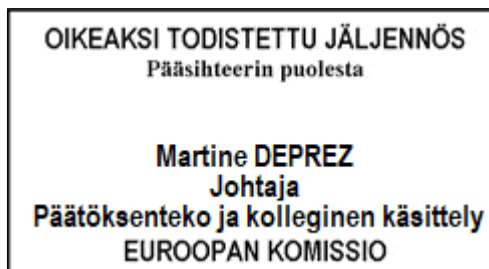 OIKEAKSI TODISTETTU JÄLJENNÖS
Pääsihteerin puolesta
Martine DEPREZ
Johtaja
Päätöksenteko ja kolleginen käsittely
EUROOPAN KOMISSIO